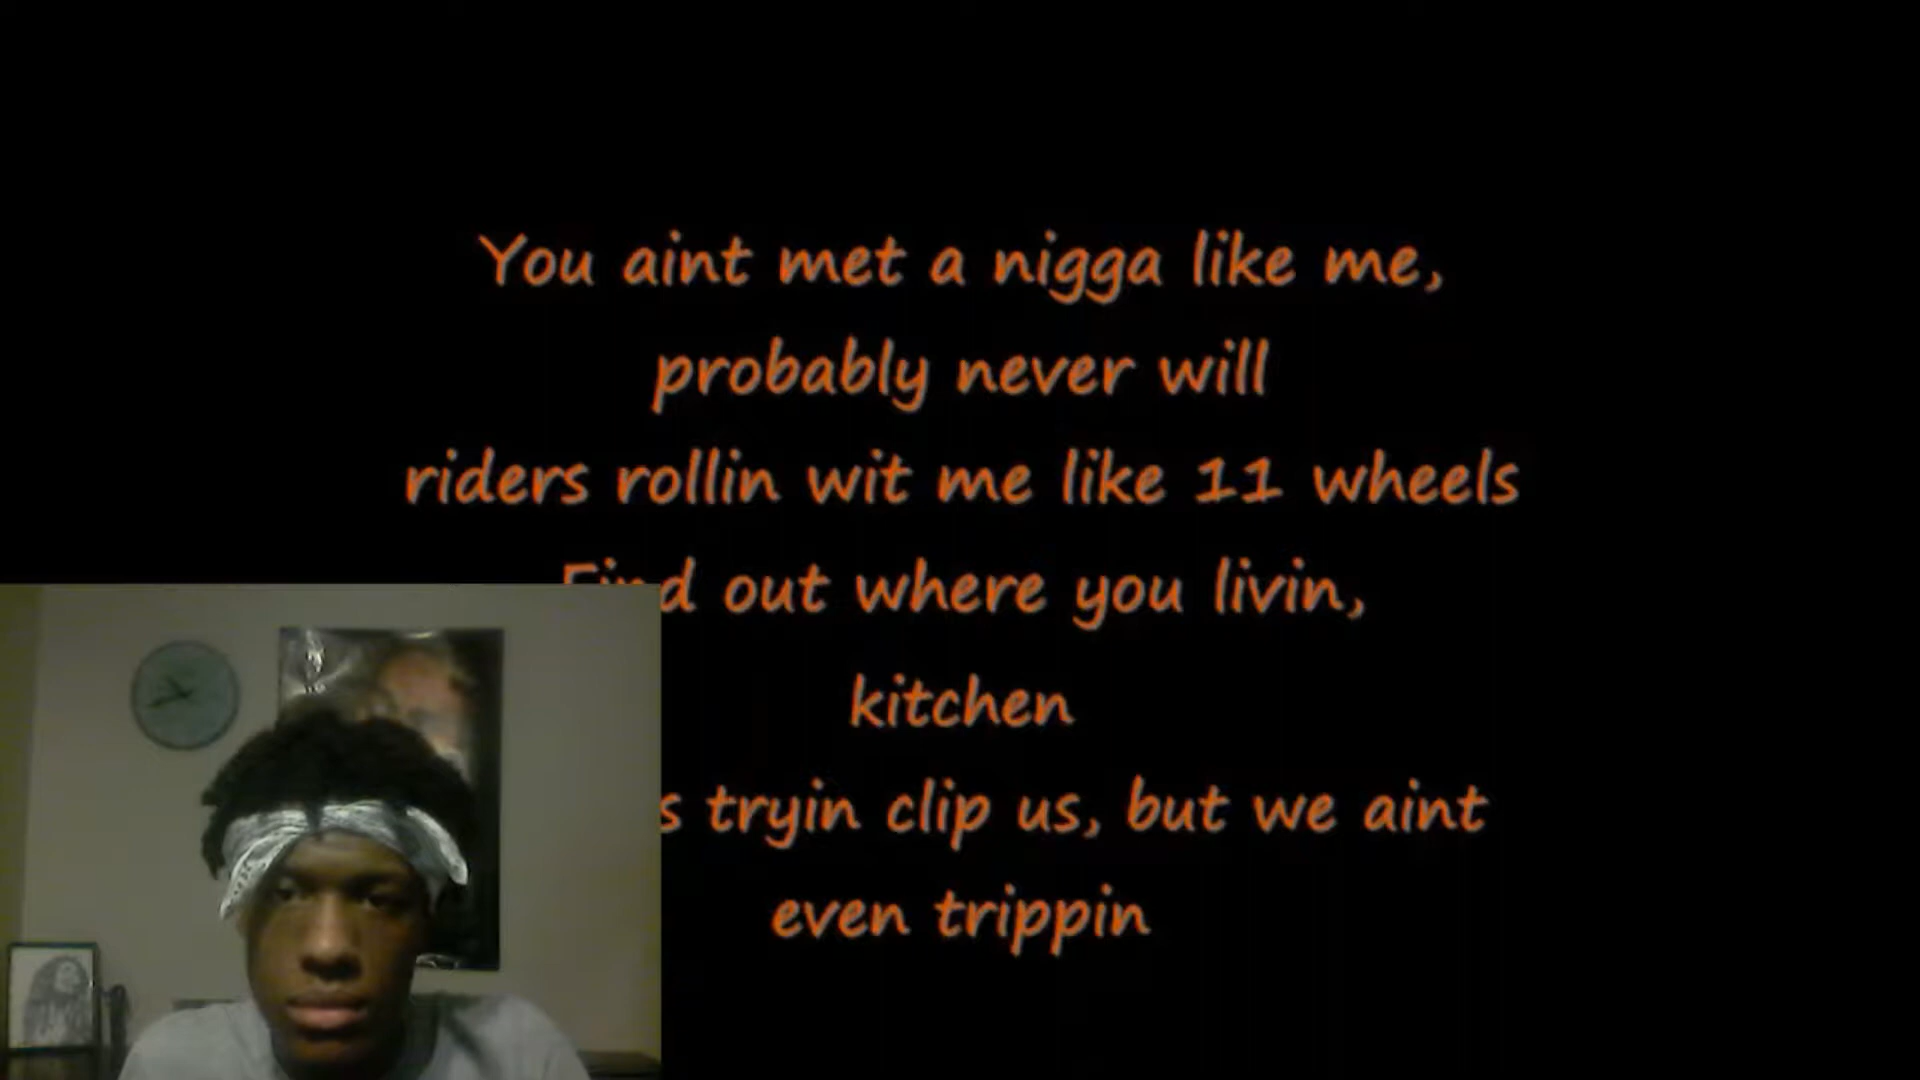 You aint met a nigga like me,
probably never will
riders rollin wit me like 11 wheels
Find out where you livin,
kitchen
tryin clip us, but we aint
even trippin